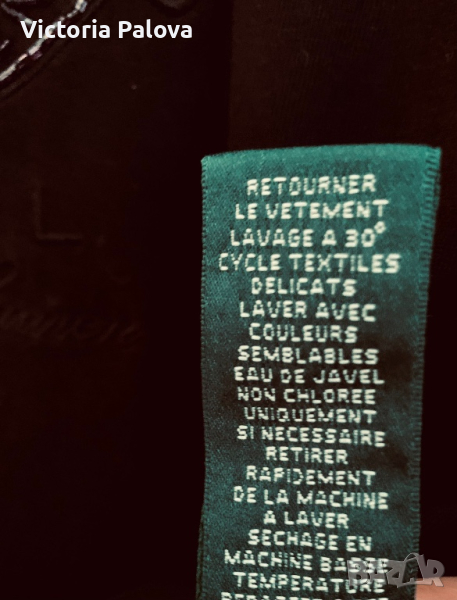 Victoria Palova
RETOURNER
LE VETEMENT
LAVAGE A 30°
CYCLE TEXTILES
DELICATS
LAVER AVEC
COULEURS
SEMBLABLES
EAU DE JAVEL
NON CHLOREE
UNIQUEMENT
SI NECESSAIRE
RETIRER
RAPIDEMENT
DE LA MACHINE
A LAVER
SECHAGE EN
MACHINE BASSE
TEMPERATURE
L
BAZAR